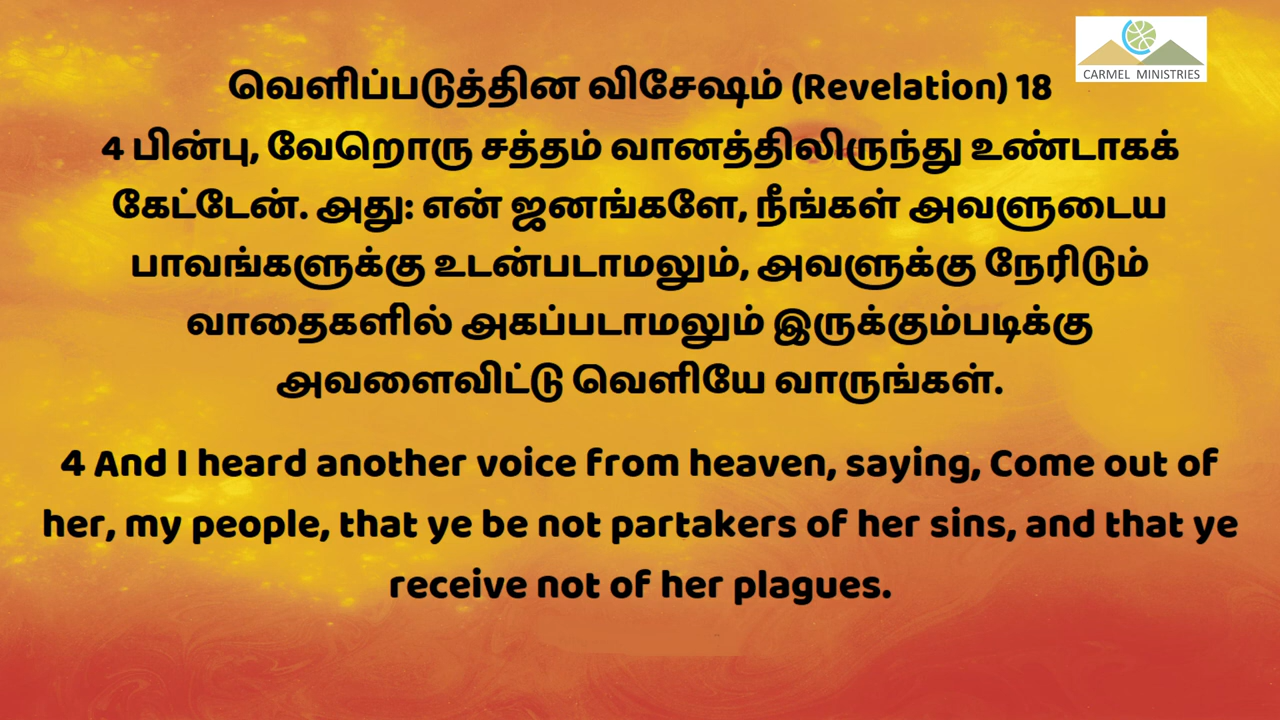 CARMEL MINISTRIES
வெளிப்படுத்தின விசேஷம் (Revelation) 18
4 பின்பு, வேறொரு சத்தம் வானத்திலிருந்து உண்டாகக்
கேட்டேன். அது: என் ஜனங்களே, நீங்கள் அவளுடைய
பாவங்களுக்கு உடன்படாமலும், அவளுக்கு நேரிடும்
வாதைகளில் அகப்படாமலும் இருக்கும்படிக்கு
அவளைவிட்டு வெளியே வாருங்கள்.
4 And I heard another voice from heaven, saying, Come out of
her, my people, that ye be not partakers of her sins, and that ye
receive not of her plagues.